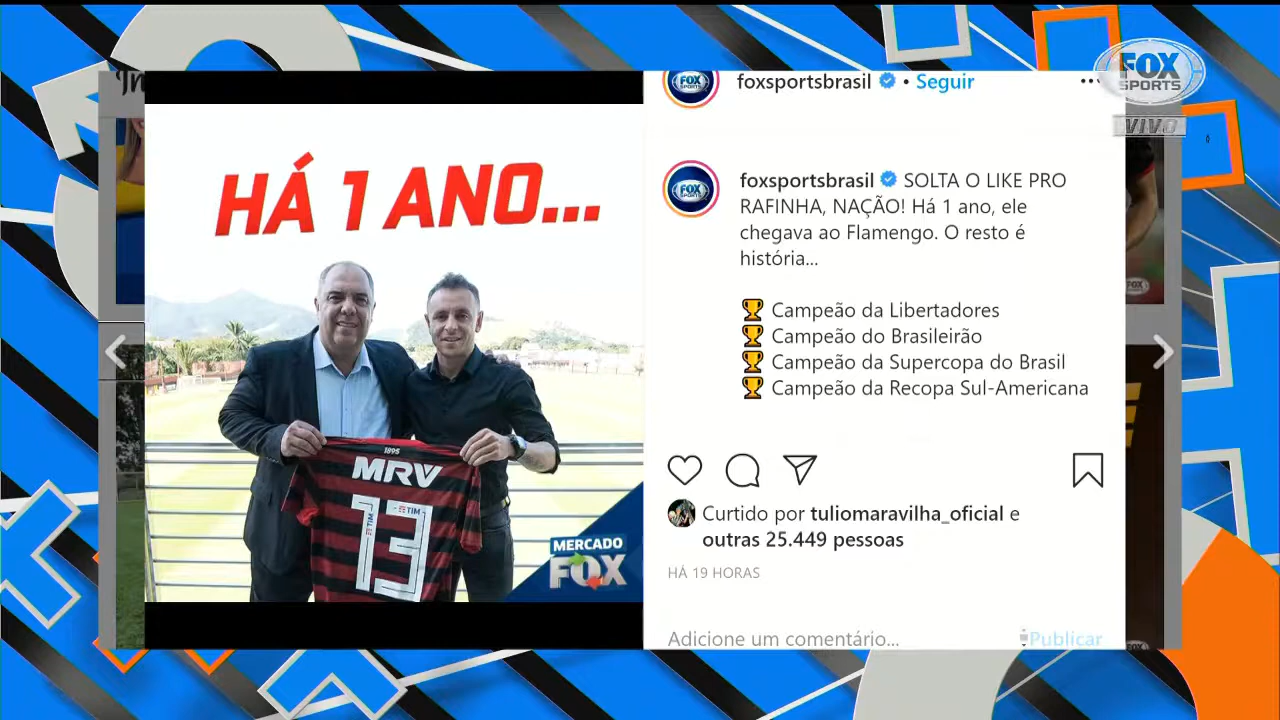 foxsportsbrasil • Seguir
FOX
SPORTS
VIVO
HÁ 1 ANO...
foxsportsbrasil SOLTA O LIKE PRO
RAFINHA, NAÇÃO! Há 1 ano, ele
chegava ao Flamengo. O resto é
história...
Campeão da Libertadores
Campeão do Brasileirão
Campeão da Supercopa do Brasil
Campeão da Recopa Sul-Americana
1895
MRV
TIM
TIM
13
MERCADO
FOX
Curtido por tuliomaravilha_oficial e
outras 25.449 pessoas
HÁ 19 HORAS
Adicione um comentário...
Publicar